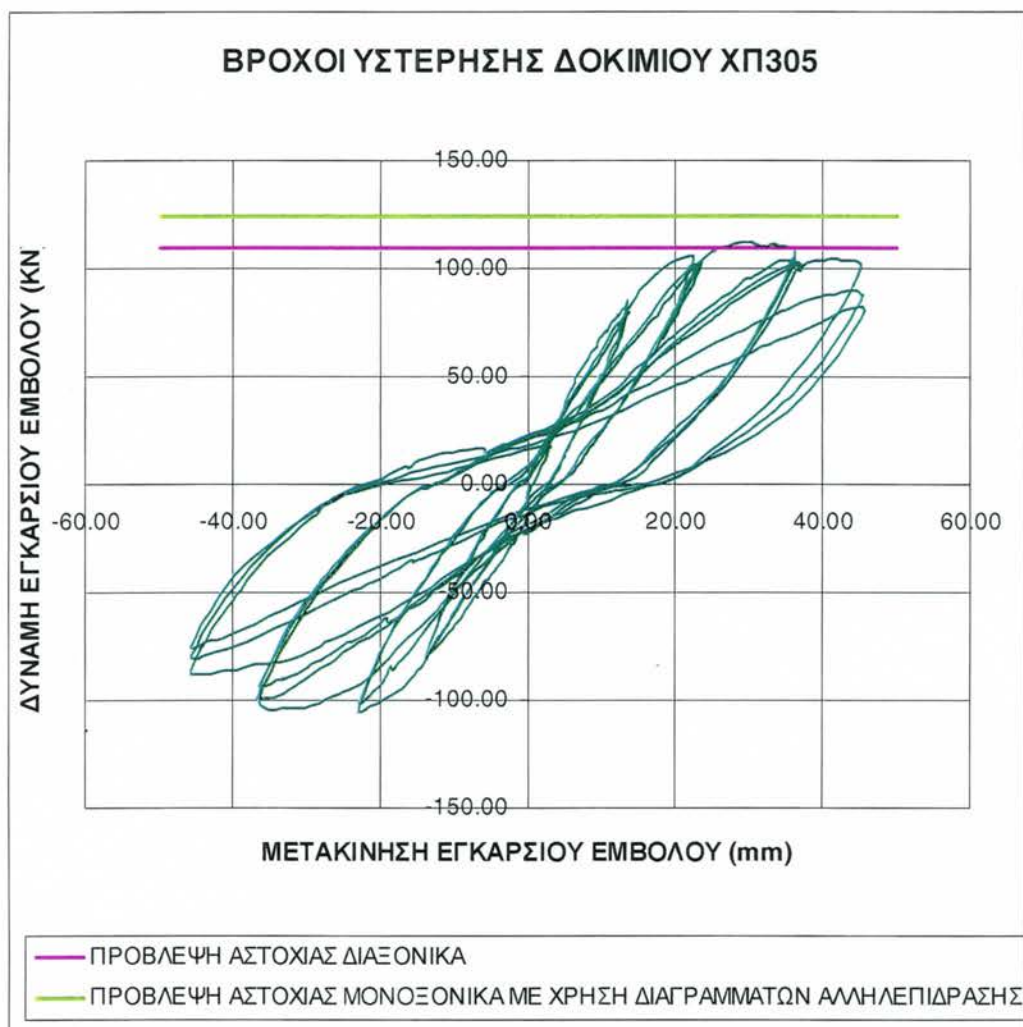 ΒΡΟΧΟΙ ΥΣΤΕΡΗΣΗΣ ΔΟΚΙΜΙΟΥ ΧΠ305
150.00
100.00
50.00
0.00
-60.00 -40.00 -20.00 0.00 20.00 40.00 60.00
-50.00
-100.00
-150.00
ΔΥΝΑΜΗ ΕΓΚΑΡΣΙΟΥ ΕΜΒΟΛΟΥ (KN)
ΜΕΤΑΚΙΝΗΣΗ ΕΓΚΑΡΣΙΟΥ ΕΜΒΟΛΟΥ (mm)
ΠΡΟΒΛΕΨΗ ΑΣΤΟΧΙΑΣ ΔΙΑΞΟΝΙΚΑ
ΠΡΟΒΛΕΨΗ ΑΣΤΟΧΙΑΣ ΜΟΝΟΞΟΝΙΚΑ ΜΕ ΧΡΗΣΗ ΔΙΑΓΡΑΜΜΑΤΩΝ ΑΛΛΗΛΕΠΙΔΡΑΣΗΣ